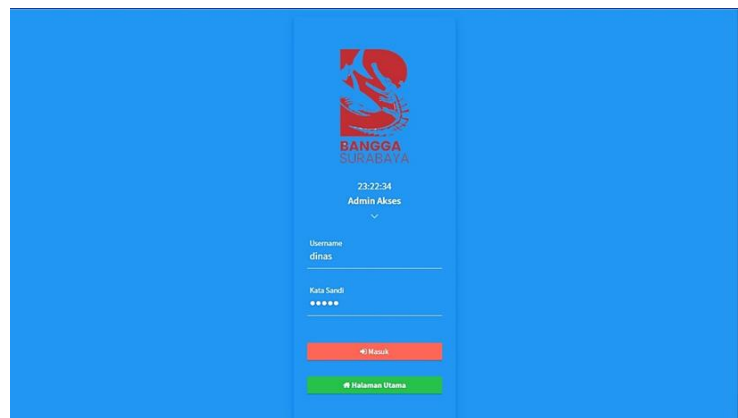 BANGGA
SURABAYA
23:22:34
Admin Akses
Username
dinas
Kata Sandi
●●●●●
Masuk
Halaman Utama